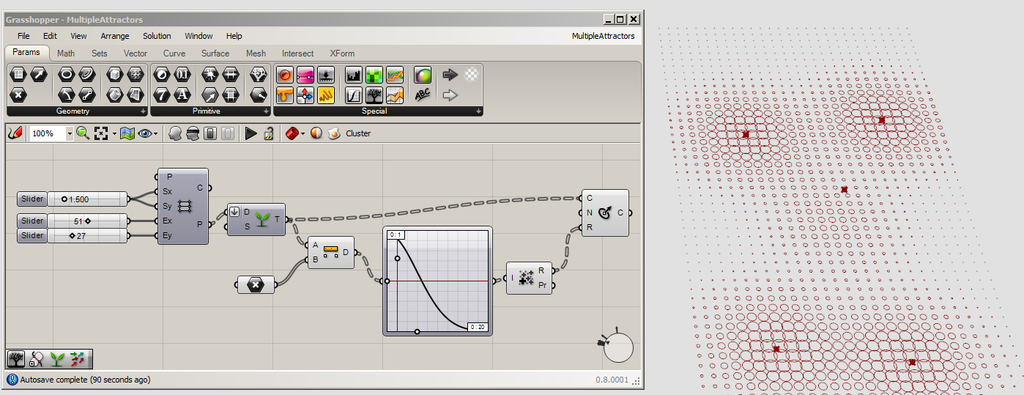 Grasshopper - MultipleAttractors
File Edit View Arrange Solution Window Help MultipleAttractors
Params Math Sets Vector Curve Surface Mesh Intersect XForm
Geometry Primitive Special
100% Cluster
P
Sx C
Sy
Ex P
Ey
Slider 1.500
Slider 51
Slider 27
D T
S
A D
B
0 : 1
0 : 20
I R
Pr
C
N C
R
ABC
Autosave complete (90 seconds ago) 0.8.0001